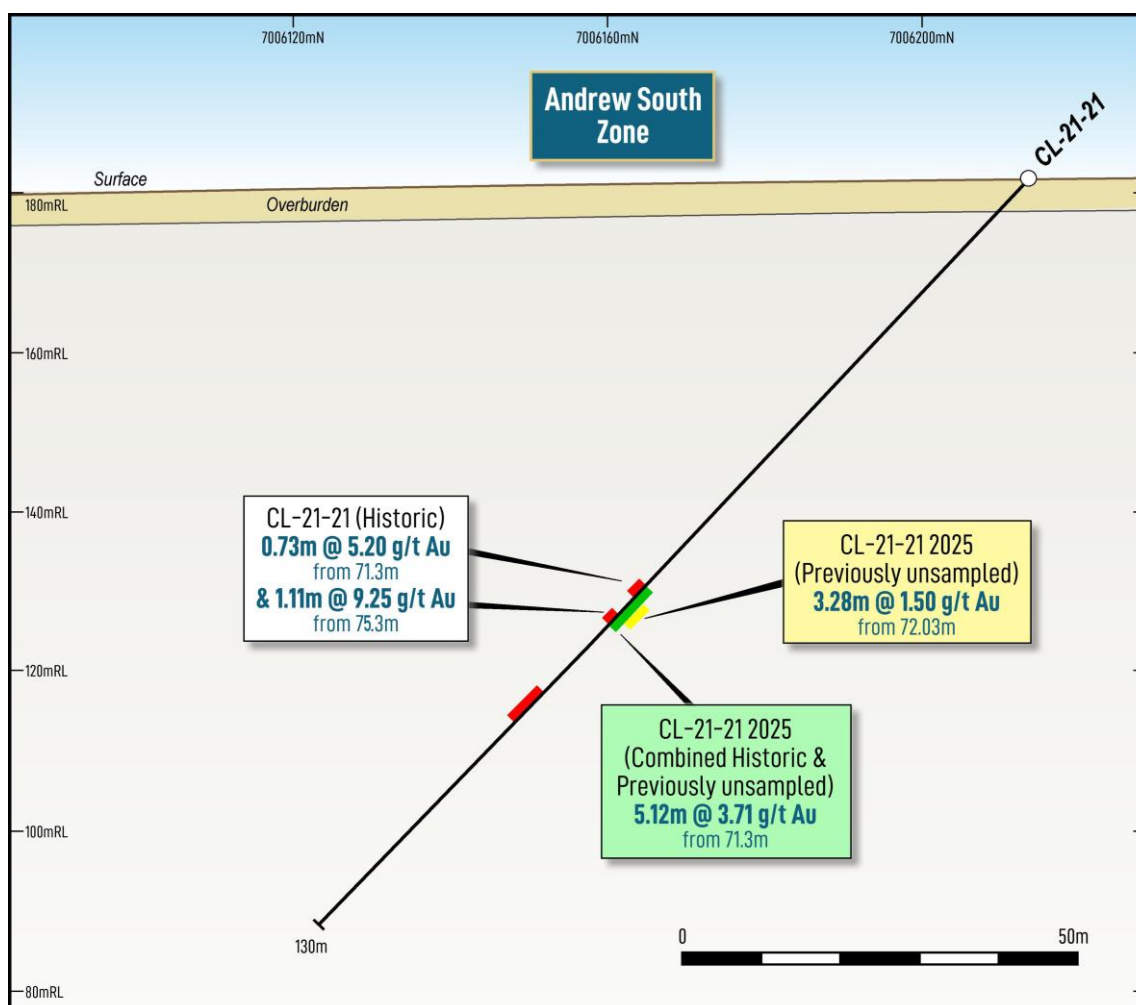 7006120mN
7006160mN
7006200mN
Andrew South
Zone
CL-21-21
Surface
180mRL
Overburden
160mRL
140mRL
CL-21-21 (Historic)
0.73m @ 5.20 g/t Au
from 71.3m
& 1.11m @ 9.25 g/t Au
from 75.3m
CL-21-21 2025
(Previously unsampled)
3.28m @ 1.50 g/t Au
from 72.03m
120mRL
CL-21-21 2025
(Combined Historic &
Previously unsampled)
5.12m @ 3.71 g/t Au
from 71.3m
100mRL
130m
0
50m
80mRL